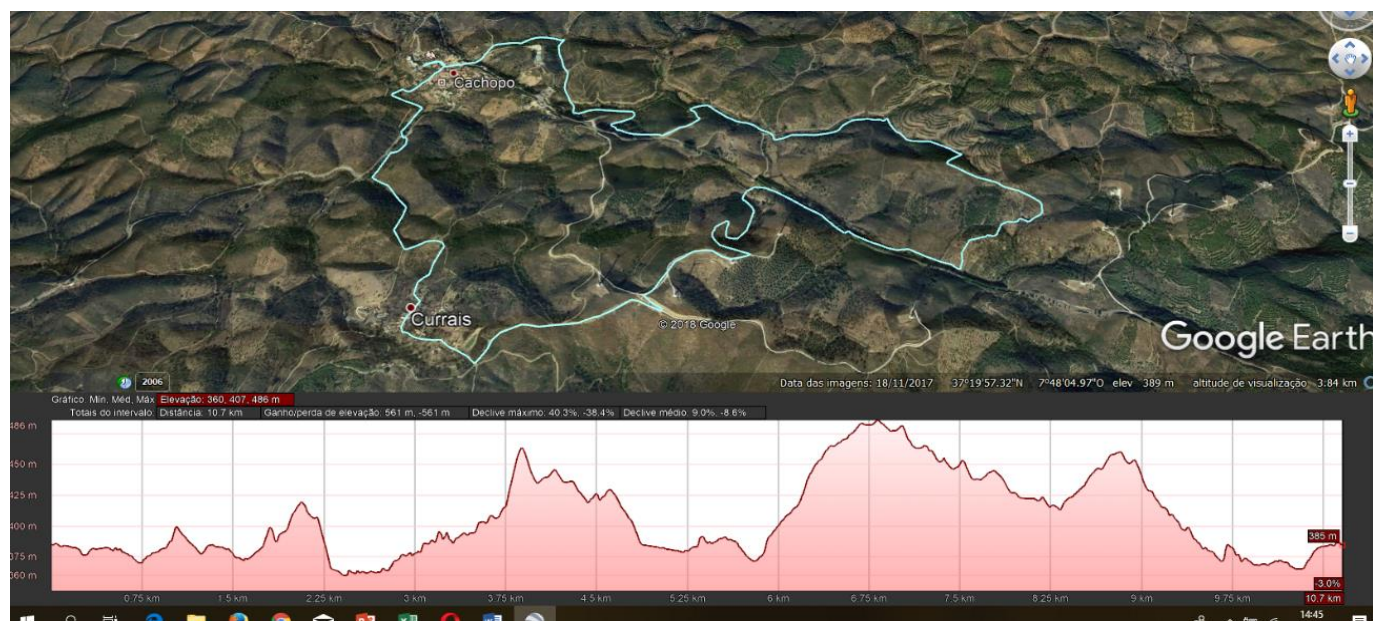 Cachopo
Currais
© 2018 Google
Google Earth
2006
Data das imagens: 18/11/2017 37°19'57.32"N 7°48'04.97"O elev 389 m altitude de visualização 3.84 km
Gráfico: Mín, Méd, Máx Elevação: 360, 407, 486 m
Totais do intervalo: Distância: 10.7 km Ganho/perda de elevação: 561 m, -561 m Declive máximo: 40.3%, -38.4% Declive médio: 9.0%, -8.6%
486 m
450 m
425 m
400 m
375 m
360 m
385 m
-3.0%
0.75 km 1.5 km 2.25 km 3 km 3.75 km 4.5 km 5.25 km 6 km 6.75 km 7.5 km 8.25 km 9 km 9.75 km 10.7 km
14:45